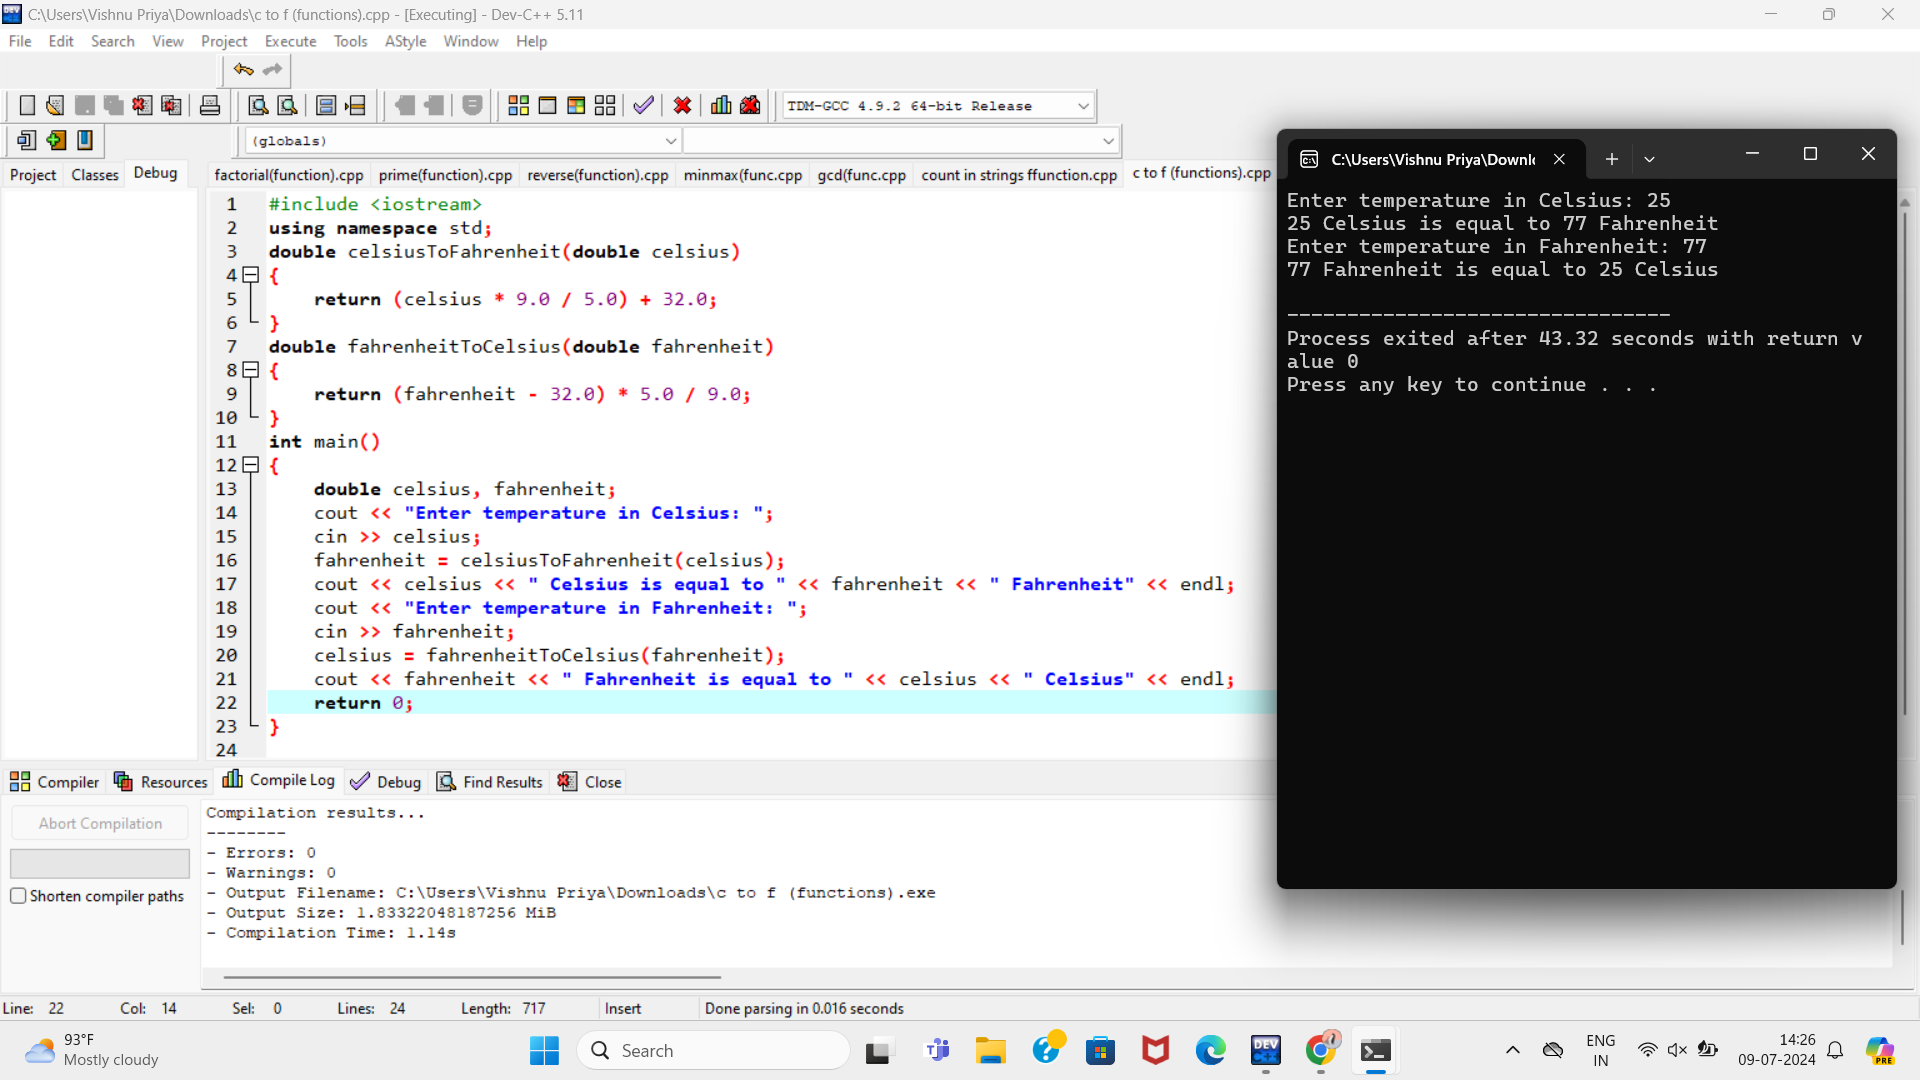 C:\Users\Vishnu Priya\Downloads\c to f (functions).cpp - [Executing] - Dev-C++ 5.11
File Edit Search View Project Execute Tools AStyle Window Help
TDM-GCC 4.9.2 64-bit Release
(globals)
Project Classes Debug
factorial(function).cpp prime(function).cpp reverse(function).cpp minmax(func.cpp gcd(func.cpp count in strings ffunction.cpp c to f (functions).cpp
1 #include <iostream>
2 using namespace std;
3 double celsiusToFahrenheit(double celsius)
4 {
5 return (celsius * 9.0 / 5.0) + 32.0;
6 }
7 double fahrenheitToCelsius(double fahrenheit)
8 {
9 return (fahrenheit - 32.0) * 5.0 / 9.0;
10 }
11 int main()
12 {
13 double celsius, fahrenheit;
14 cout << "Enter temperature in Celsius: ";
15 cin >> celsius;
16 fahrenheit = celsiusToFahrenheit(celsius);
17 cout << celsius << " Celsius is equal to " << fahrenheit << " Fahrenheit" << endl;
18 cout << "Enter temperature in Fahrenheit: ";
19 cin >> fahrenheit;
20 celsius = fahrenheitToCelsius(fahrenheit);
21 cout << fahrenheit << " Fahrenheit is equal to " << celsius << " Celsius" << endl;
22 return 0;
23 }
24
C:\Users\Vishnu Priya\Downl
Enter temperature in Celsius: 25
25 Celsius is equal to 77 Fahrenheit
Enter temperature in Fahrenheit: 77
77 Fahrenheit is equal to 25 Celsius
--------------------------------
Process exited after 43.32 seconds with return v
alue 0
Press any key to continue . . .
Compiler Resources Compile Log Debug Find Results Close
Abort Compilation
Shorten compiler paths
Compilation results...
--------
- Errors: 0
- Warnings: 0
- Output Filename: C:\Users\Vishnu Priya\Downloads\c to f (functions).exe
- Output Size: 1.83322048187256 MiB
- Compilation Time: 1.14s
Line: 22 Col: 14 Sel: 0 Lines: 24 Length: 717 Insert Done parsing in 0.016 seconds
93°F
Mostly cloudy
Search
DEV
C++
ENG
IN
14:26
09-07-2024
PRE